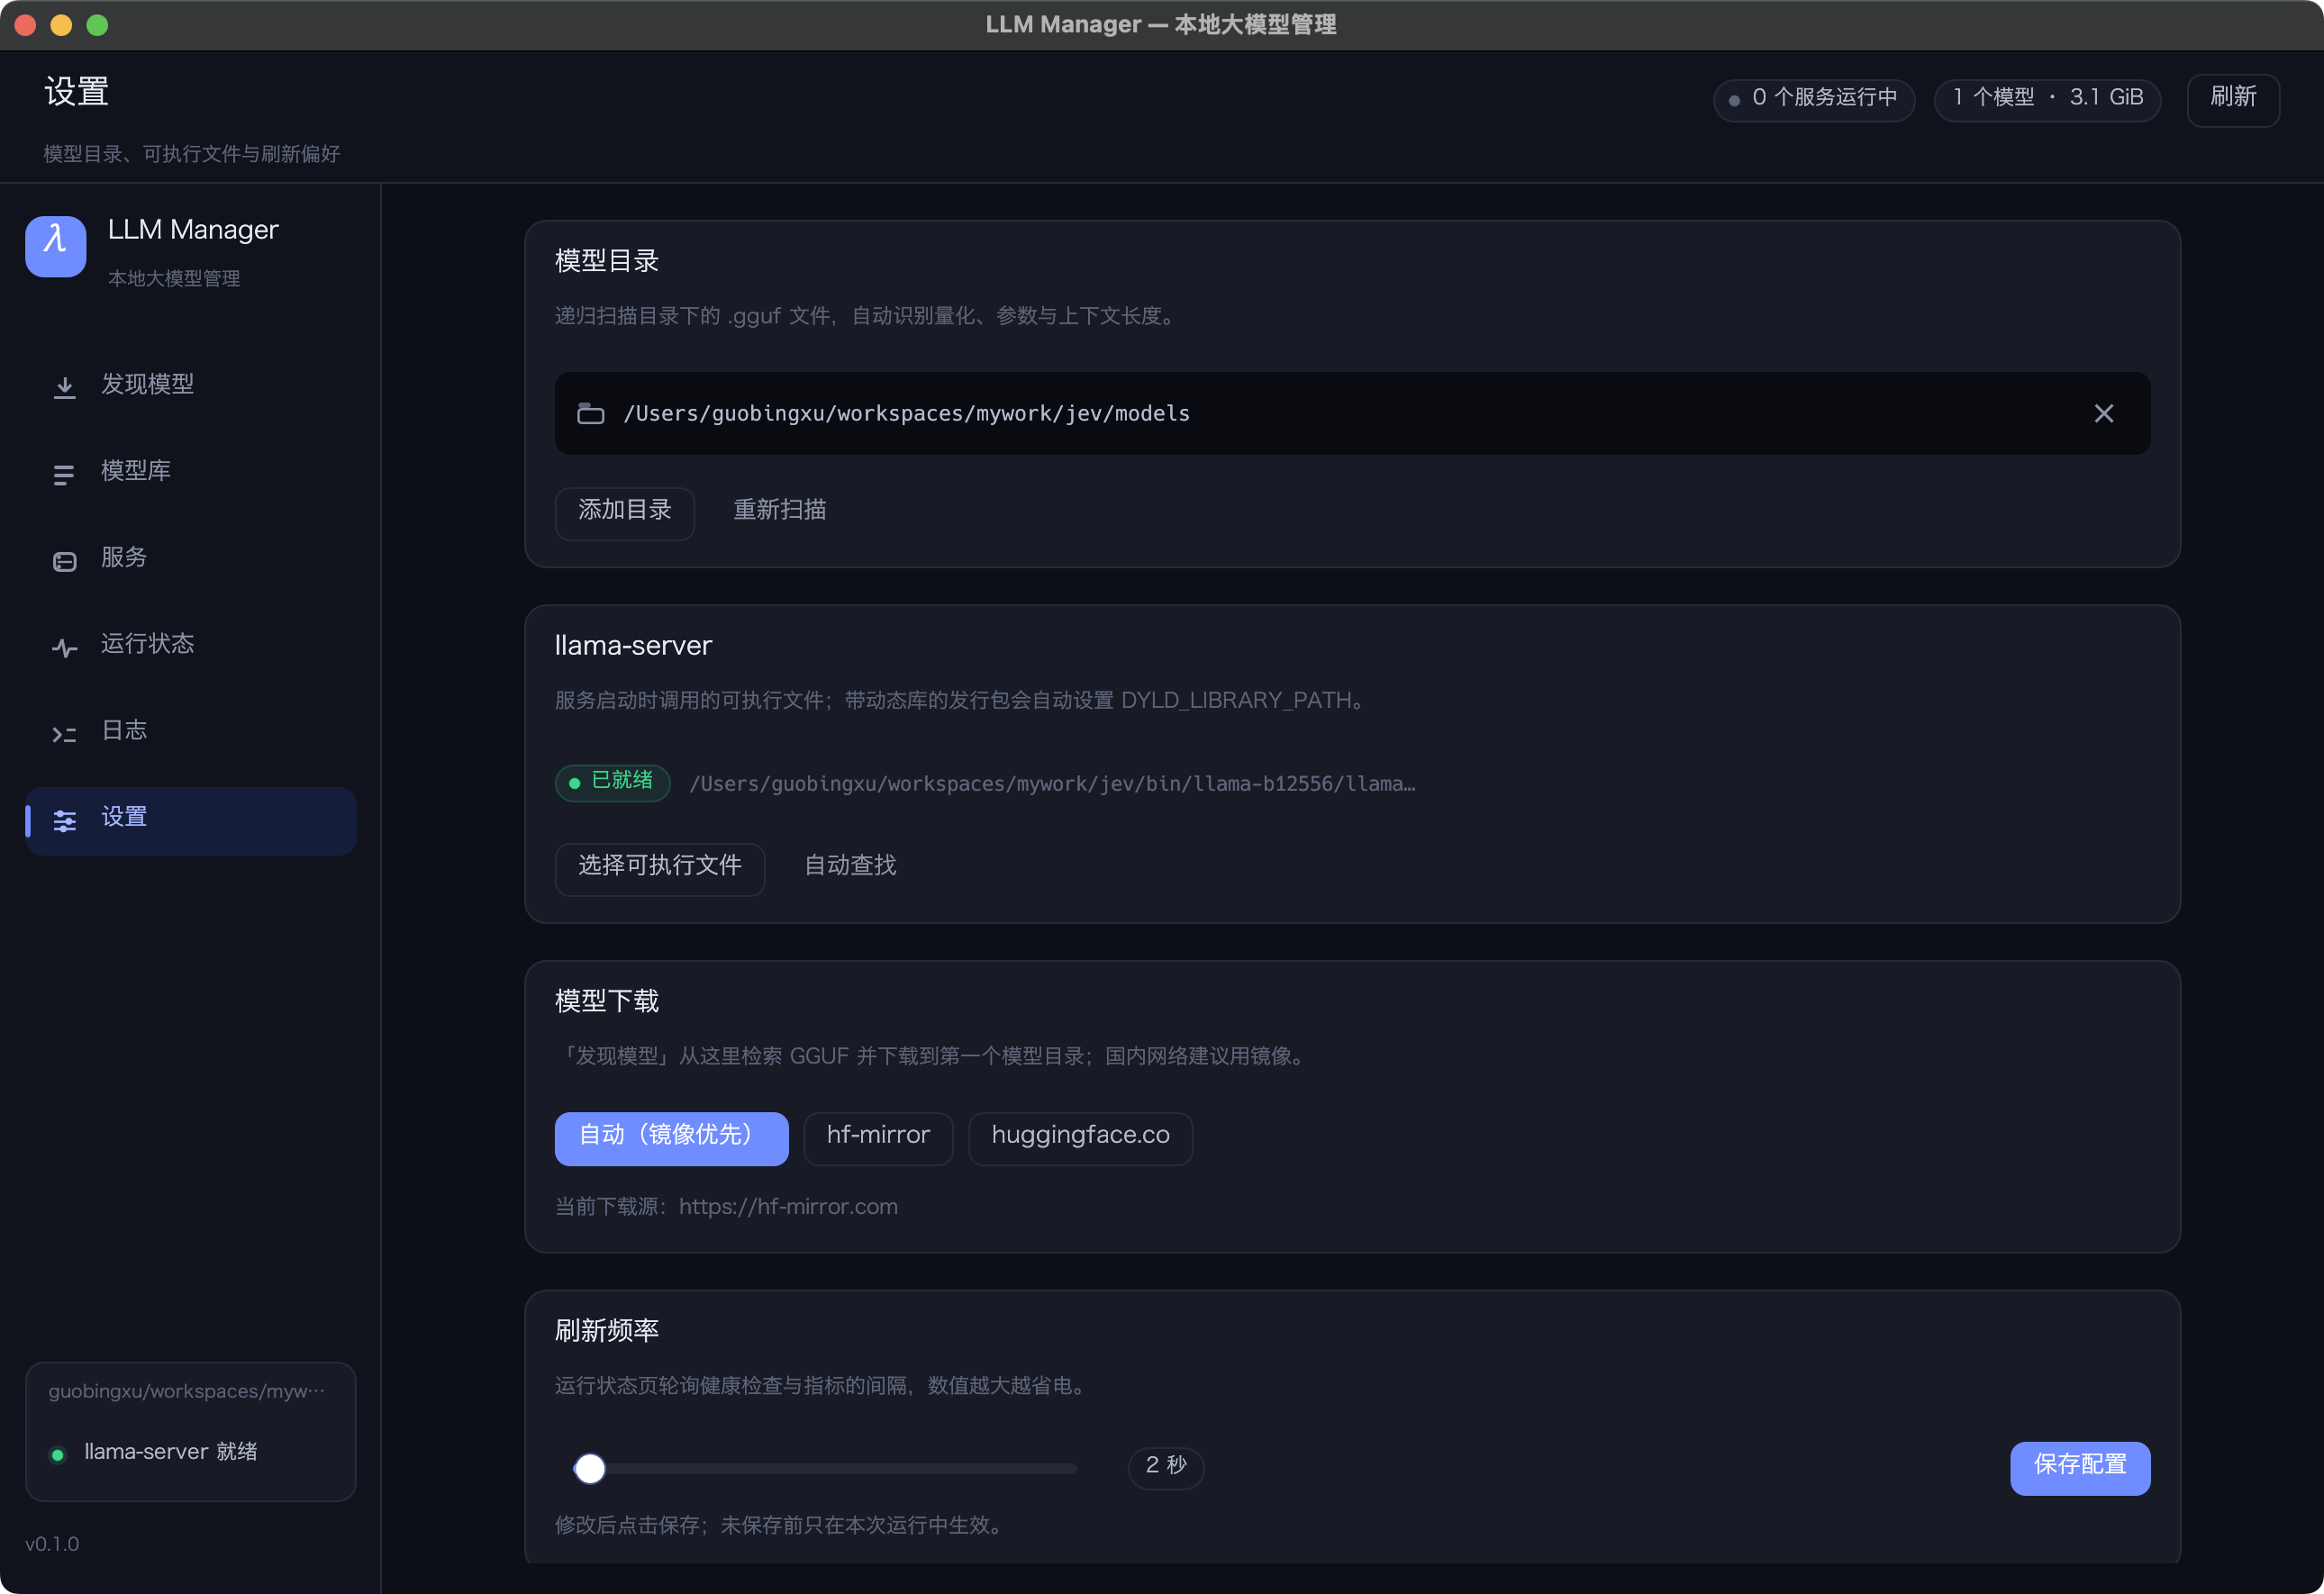 LLM Manager — 本地大模型管理
设置
0 个服务运行中
1 个模型 · 3.1 GiB
刷新
模型目录、可执行文件与刷新偏好
λ
LLM Manager
本地大模型管理
发现模型
模型库
服务
运行状态
日志
设置
guobingxu/workspaces/myw…
llama-server 就绪
v0.1.0
模型目录
递归扫描目录下的 .gguf 文件，自动识别量化、参数与上下文长度。
/Users/guobingxu/workspaces/mywork/jev/models
添加目录
重新扫描
llama-server
服务启动时调用的可执行文件；带动态库的发行包会自动设置 DYLD_LIBRARY_PATH。
已就绪
/Users/guobingxu/workspaces/mywork/jev/bin/llama-b12556/llama…
选择可执行文件
自动查找
模型下载
「发现模型」从这里检索 GGUF 并下载到第一个模型目录；国内网络建议用镜像。
自动（镜像优先）
hf-mirror
huggingface.co
当前下载源：https://hf-mirror.com
刷新频率
运行状态页轮询健康检查与指标的间隔，数值越大越省电。
2 秒
保存配置
修改后点击保存；未保存前只在本次运行中生效。